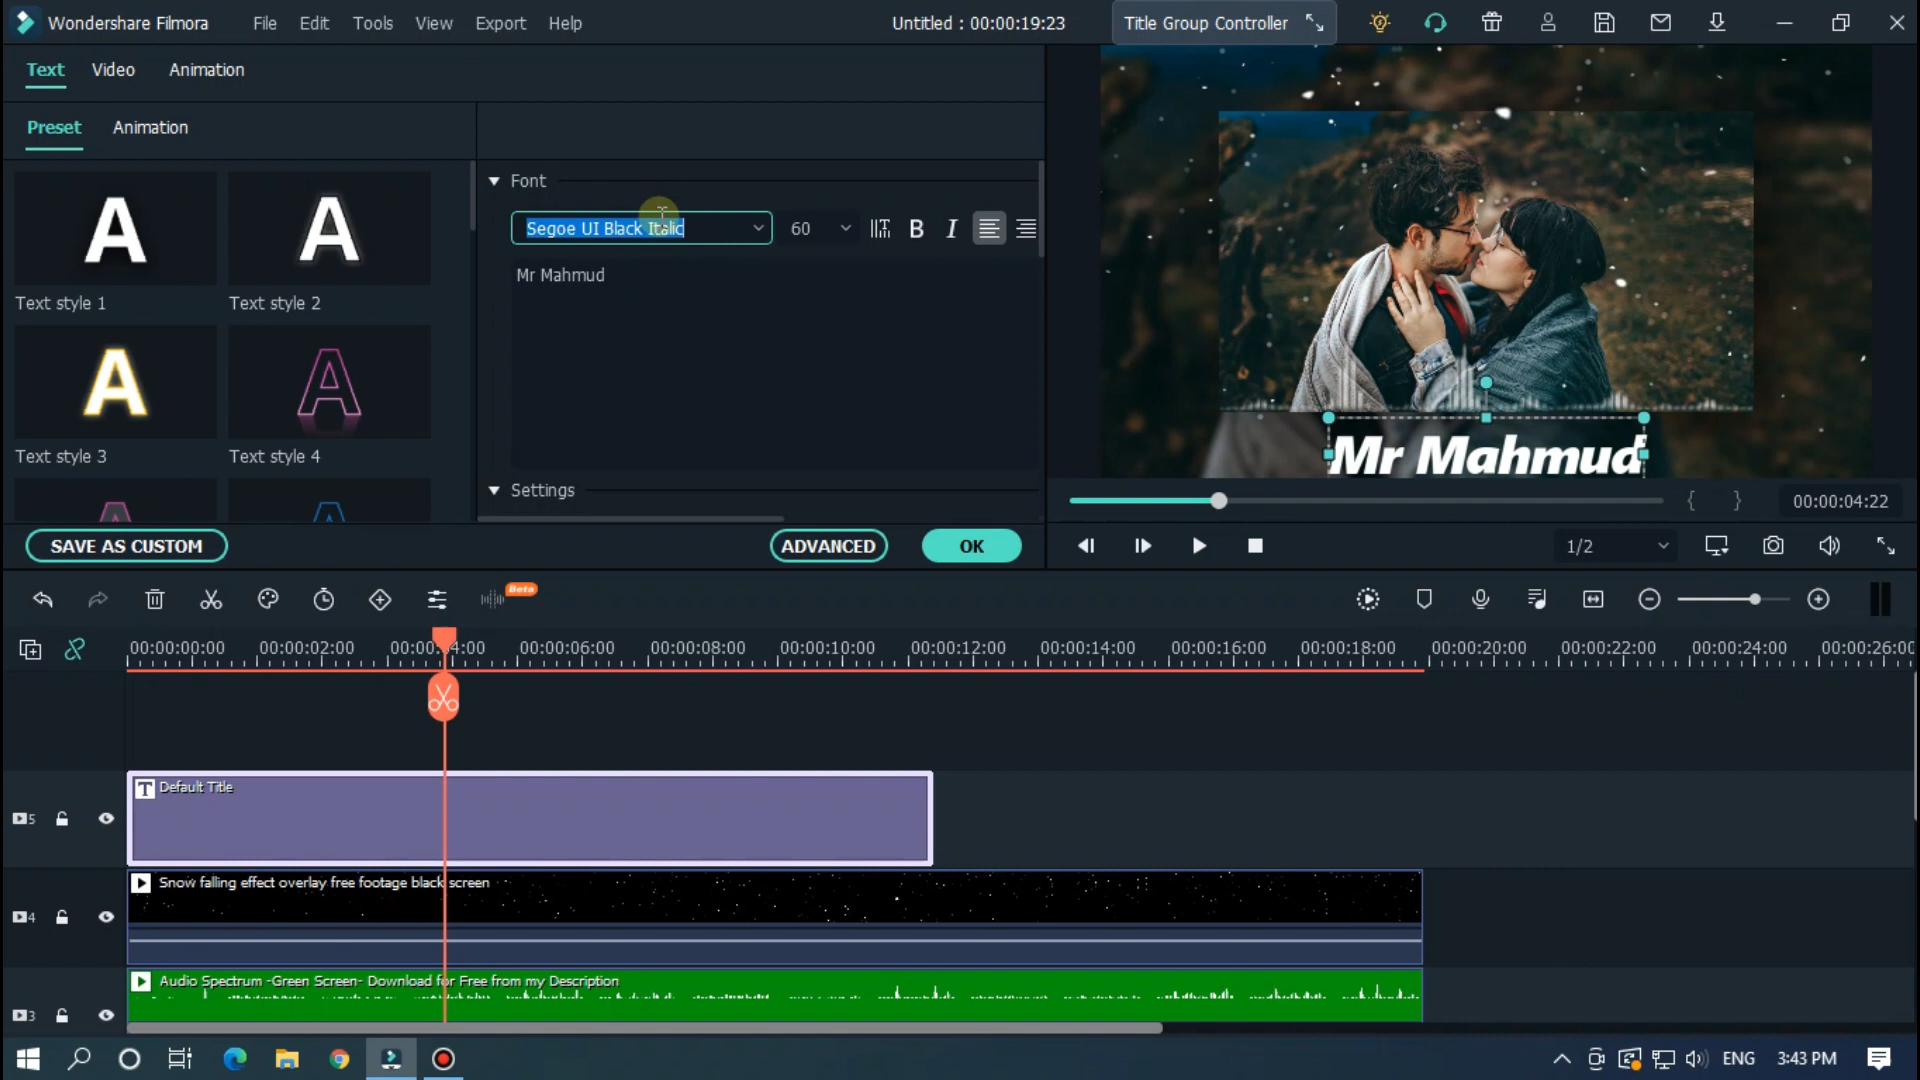 Wondershare Filmora File Edit Tools View Export Help Untitled : 00:00:19:23 Title Group Controller
Text Video Animation
Preset Animation
Font
Segoe UI Black Italic 60 B I
Mr Mahmud
A A
Text style 1 Text style 2
A A
Text style 3 Text style 4
Settings
Mr Mahmud
{ } 00:00:04:22
SAVE AS CUSTOM ADVANCED OK 1/2
Beta
00:00:00:00 00:00:02:00 00:00:04:00 00:00:06:00 00:00:08:00 00:00:10:00 00:00:12:00 00:00:14:00 00:00:16:00 00:00:18:00 00:00:20:00 00:00:22:00 00:00:24:00
T Default Title
5
Snow falling effect overlay free footage black screen
4
Audio Spectrum -Green Screen- Download for Free from my Description
3
ENG 3:43 PM